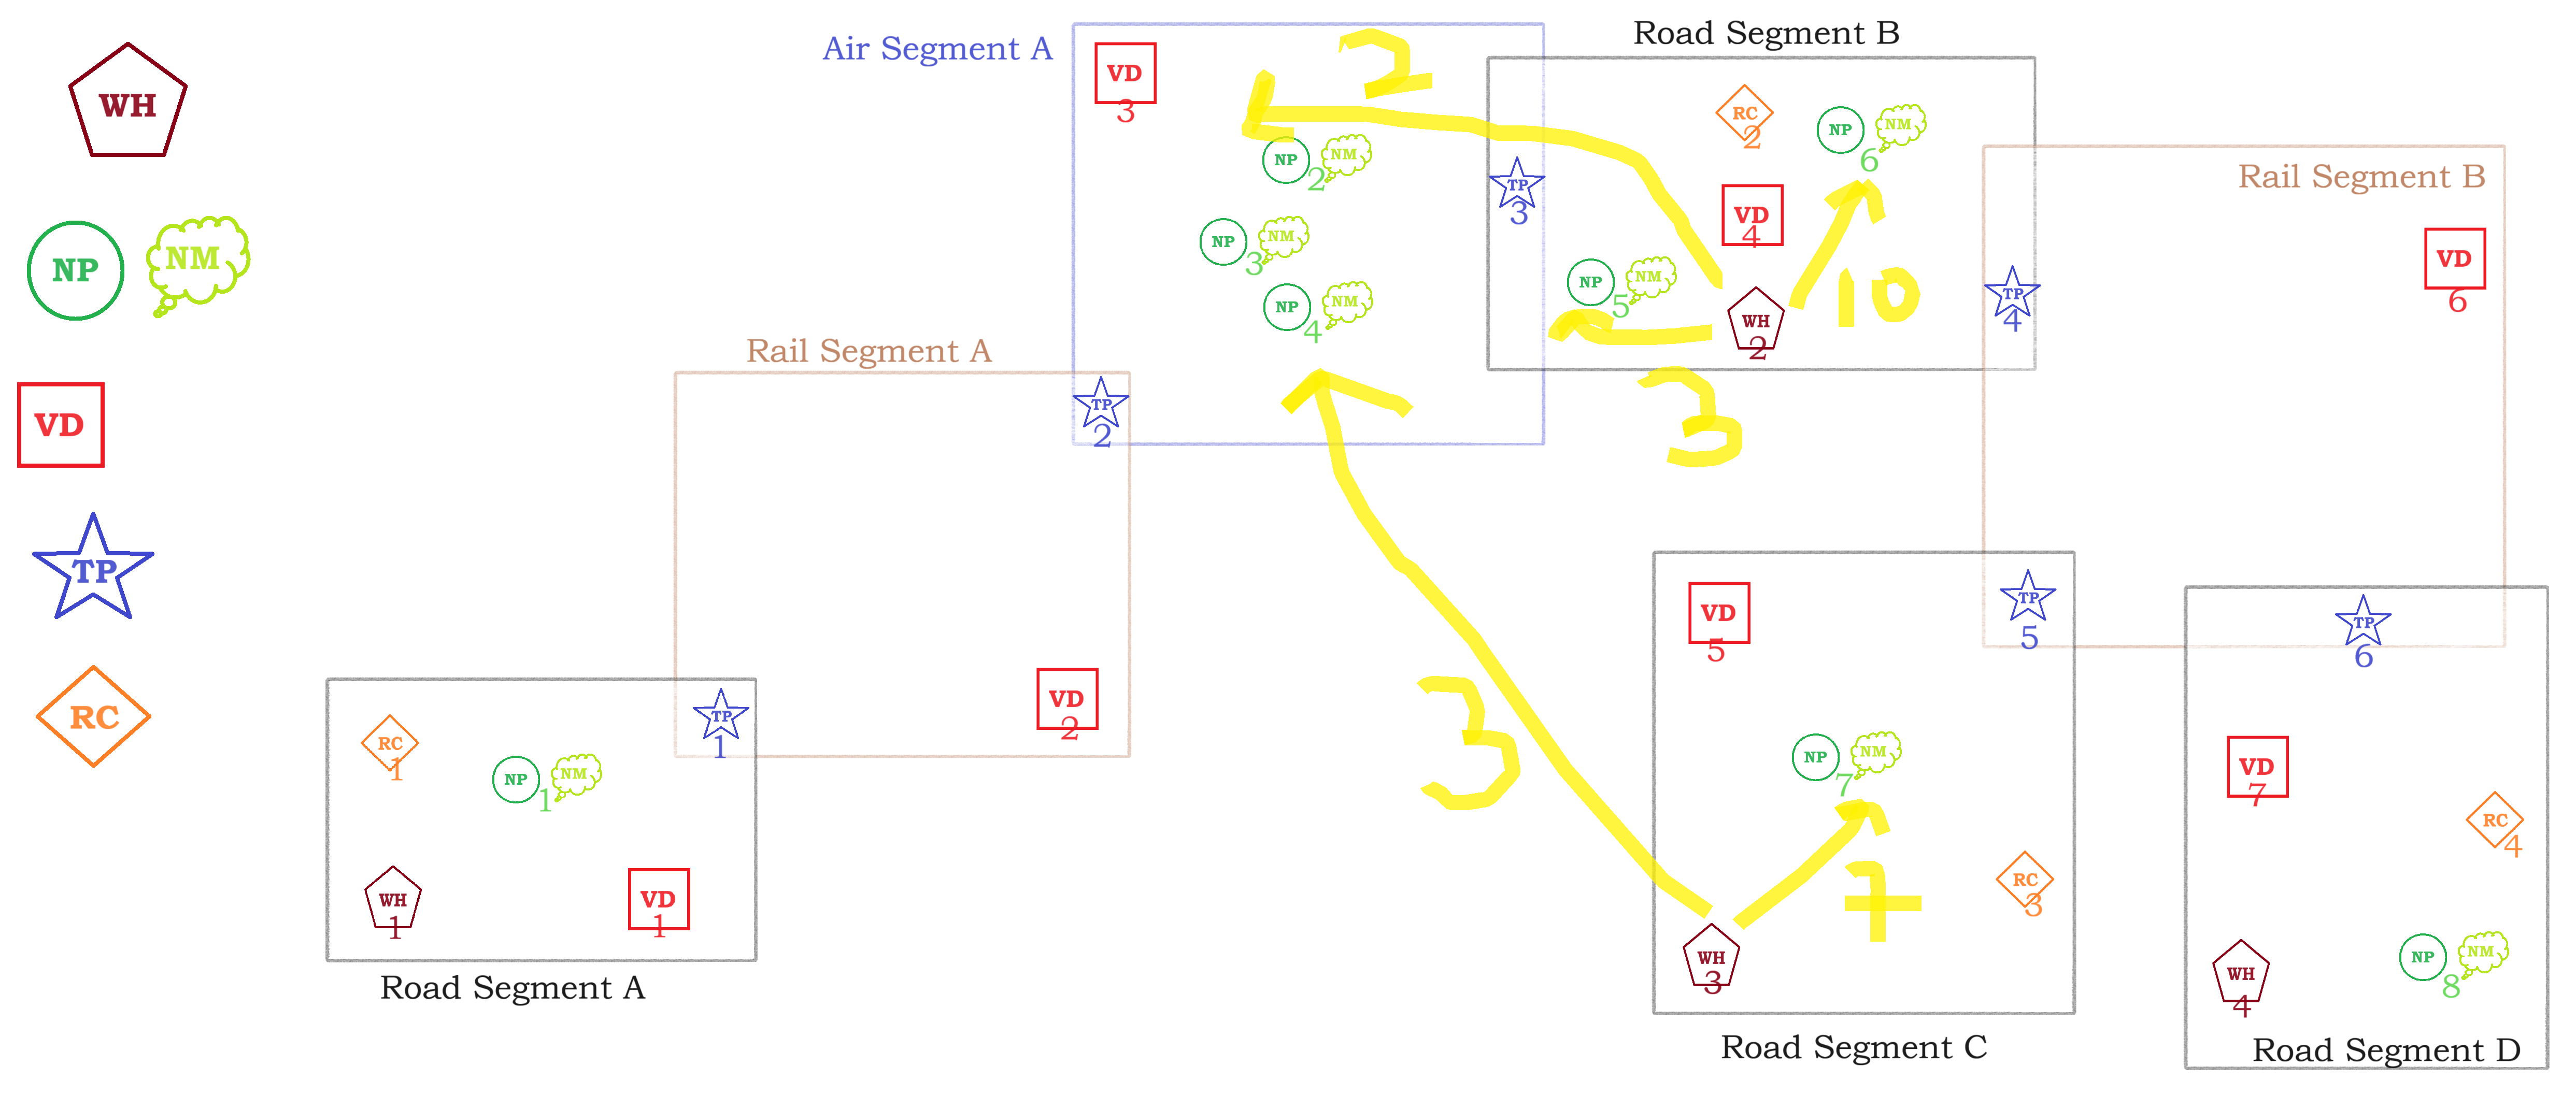 WH
NP NM
VD
TP
RC
Air Segment A
VD
3
2
NP NM
2
NP NM
3
NP NM
4
TP
2
Road Segment B
RC
2
NP NM
6
VD
4
TP
3
NP NM
5
WH
2
10
TP
4
3
Rail Segment B
VD
6
Rail Segment A
TP
1
VD
2
RC
1
NP NM
1
WH
1
VD
1
Road Segment A
3
VD
5
TP
5
NP NM
7
7
RC
3
WH
3
Road Segment C
TP
6
VD
7
RC
4
WH
4
NP NM
8
Road Segment D